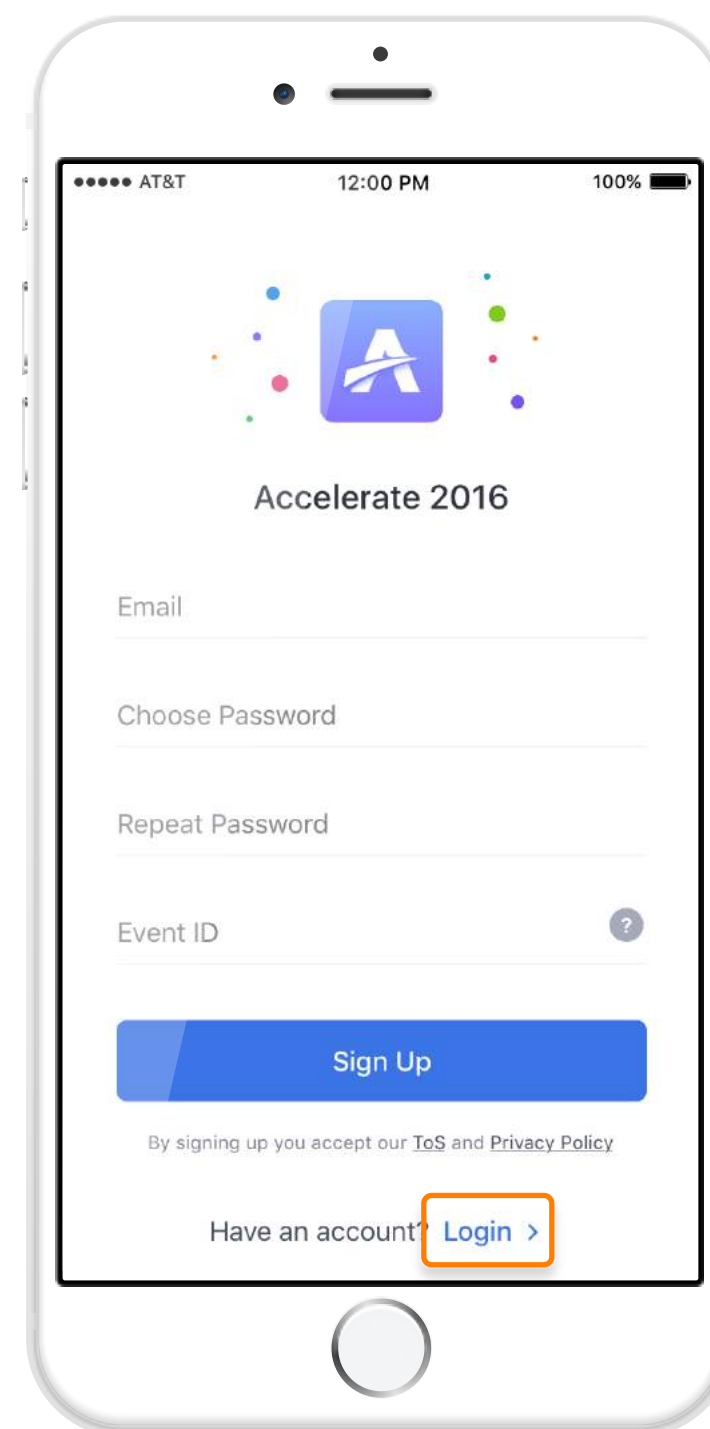 AT&T 12:00 PM 100%
Accelerate 2016
Email
Choose Password
Repeat Password
Event ID ?
Sign Up
By signing up you accept our ToS and Privacy Policy
Have an account? Login >